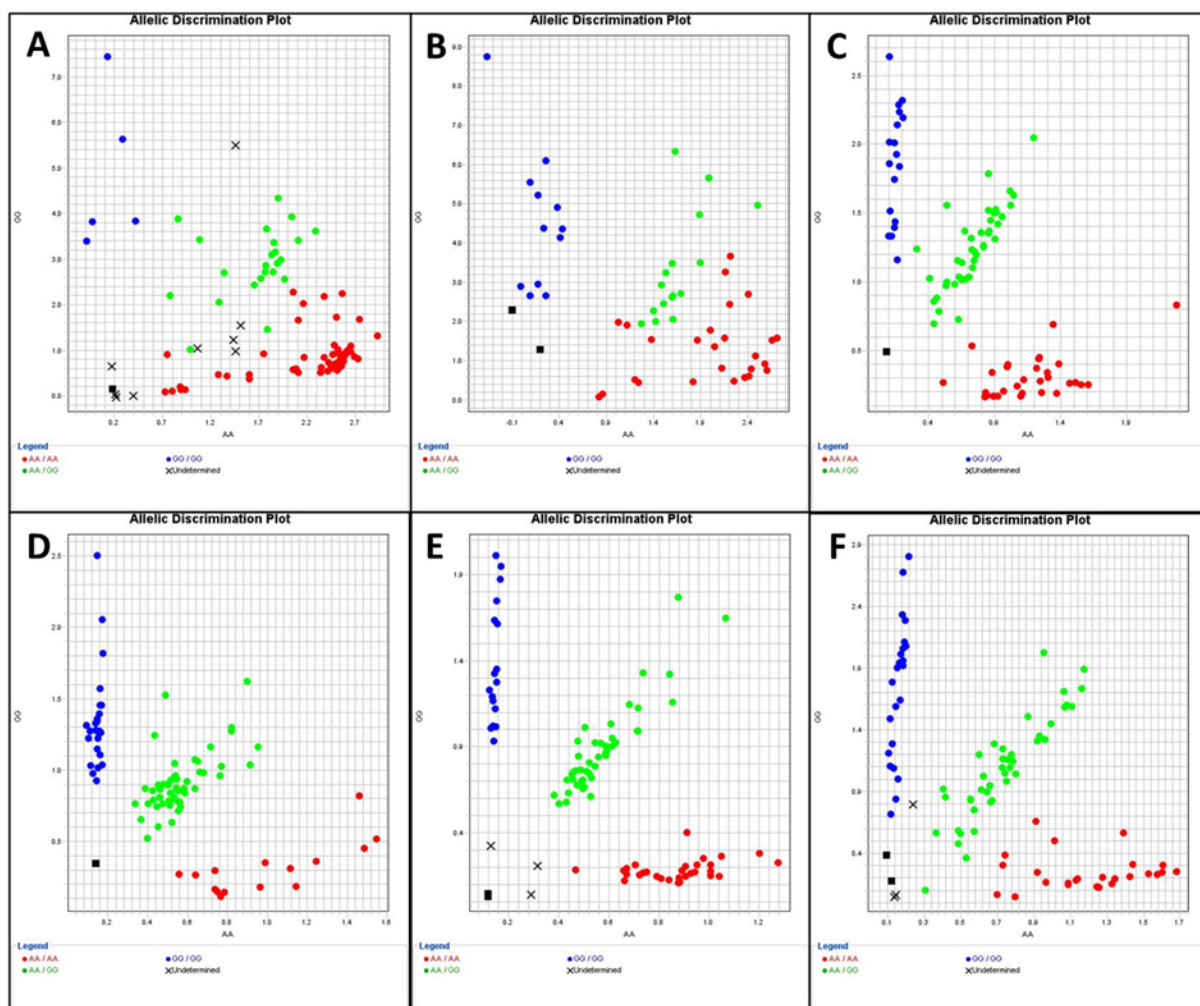 Allelic Discrimination Plot
A
7.0
6.0
5.0
4.0
GG
3.0
2.0
1.0
0.0
0.2 0.7 1.2 1.7 2.2 2.7
AA
Legend
AA / AA GG / GG
AA / GG Undetermined
Allelic Discrimination Plot
B
9.0
8.0
7.0
6.0
5.0
GG
4.0
3.0
2.0
1.0
0.0
-0.1 0.4 0.9 1.4 1.9 2.4
AA
Legend
AA / AA GG / GG
AA / GG Undetermined
Allelic Discrimination Plot
C
2.5
2.0
1.5
GG
1.0
0.5
0.4 0.9 1.4 1.9
AA
Legend
AA / AA GG / GG
AA / GG Undetermined
Allelic Discrimination Plot
D
2.5
2.0
1.5
GG
1.0
0.5
0.0 0.2 0.4 0.6 0.8 1.0 1.2 1.4 1.6
AA
Legend
AA / AA GG / GG
AA / GG Undetermined
Allelic Discrimination Plot
E
1.9
1.4
GG
0.9
0.4
0.2 0.4 0.6 0.8 1.0 1.2
AA
Legend
AA / AA GG / GG
AA / GG Undetermined
Allelic Discrimination Plot
F
2.9
2.4
1.9
GG
1.4
0.9
0.4
0.1 0.3 0.5 0.7 0.9 1.1 1.3 1.5 1.7
AA
Legend
AA / AA GG / GG
AA / GG Undetermined